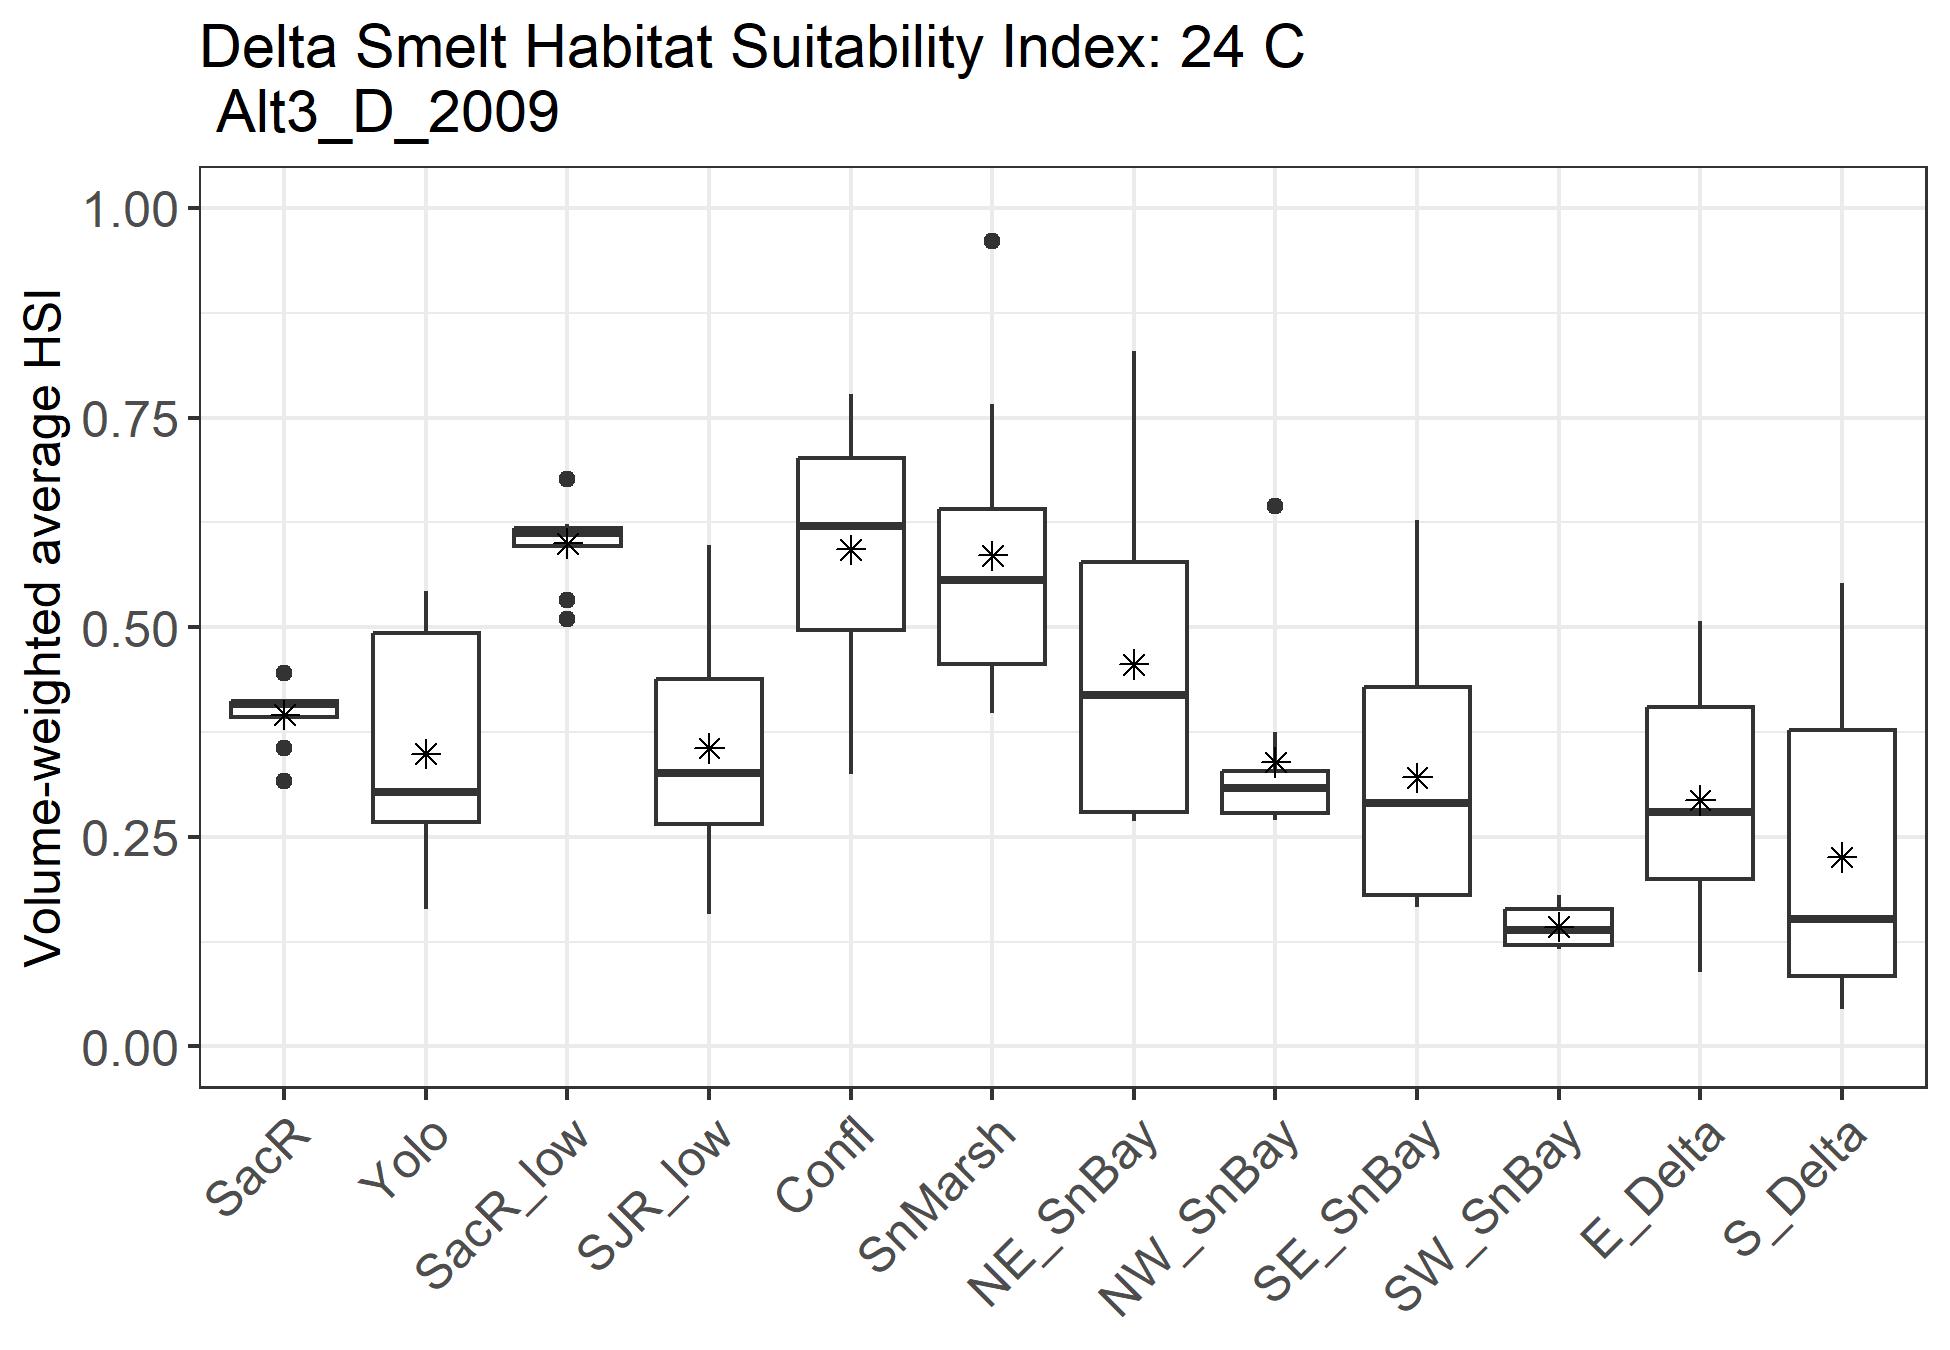 Delta Smelt Habitat Suitability Index: 24 C
Alt3_D_2009
Volume-weighted average HSI
1.00
0.75
0.50
0.25
0.00
SacR
Yolo
SacR_low
SJR_low
Confl
SnMarsh
NE_SnBay
NW_SnBay
SE_SnBay
SW_SnBay
E_Delta
S_Delta